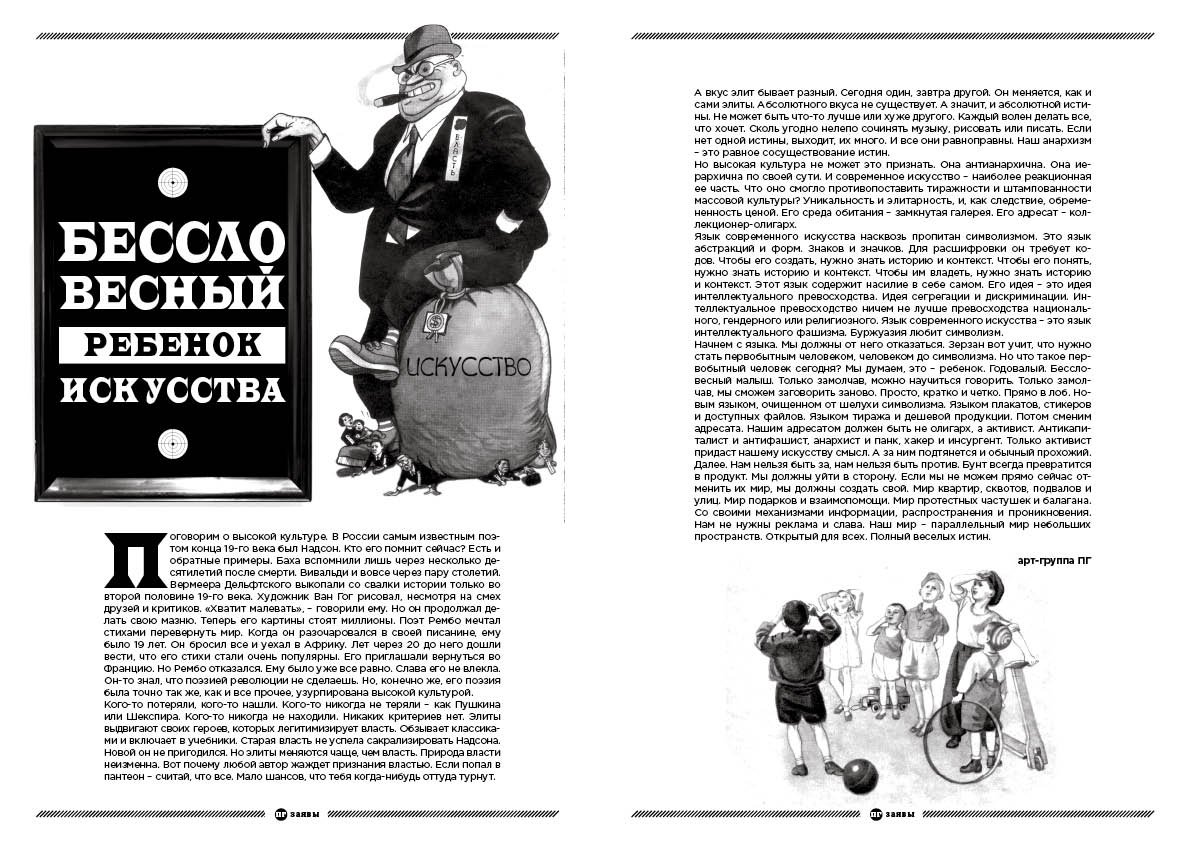 БЕССЛО
ВЕСНЫЙ
РЕБЕНОК
ИСКУССТВА
ВЛАСТЬ
$
ИСКУССТВО
Поговорим о высокой культуре. В России самым известным поэ-
том конца 19-го века был Надсон. Кто его помнит сейчас? Есть и
обратные примеры. Баха вспомнили лишь через несколько де-
сятилетий после смерти. Вивальди и вовсе через пару столетий.
Вермеера Дельфтского выкопали со свалки истории только во
второй половине 19-го века. Художник Ван Гог рисовал, несмотря на смех
друзей и критиков. «Хватит малевать», – говорили ему. Но он продолжал де-
лать свою мазню. Теперь его картины стоят миллионы. Поэт Рембо мечтал
стихами перевернуть мир. Когда он разочаровался в своей писанине, ему
было 19 лет. Он бросил все и уехал в Африку. Лет через 20 до него дошли
вести, что его стихи стали очень популярны. Его приглашали вернуться во
Францию. Но Рембо отказался. Ему было уже все равно. Слава его не влекла.
Он-то знал, что поэзией революции не сделаешь. Но, конечно же, его поэзия
была точно так же, как и все прочее, узурпирована высокой культурой.
Кого-то потеряли, кого-то нашли. Кого-то никогда не теряли – как Пушкина
или Шекспира. Кого-то никогда не находили. Никаких критериев нет. Элиты
выдвигают своих героев, которых легитимизирует власть. Обзывает классика-
ми и включает в учебники. Старая власть не успела сакрализировать Надсона.
Новой он не пригодился. Но элиты меняются чаще, чем власть. Природа власти
неизменна. Вот почему любой автор жаждет признания властью. Если попал в
пантеон – считай, что все. Мало шансов, что тебя когда-нибудь оттуда турнут.
ПГ заявы
А вкус элит бывает разный. Сегодня один, завтра другой. Он меняется, как и
сами элиты. Абсолютного вкуса не существует. А значит, и абсолютной исти-
ны. Не может быть что-то лучше или хуже другого. Каждый волен делать все,
что хочет. Сколь угодно нелепо сочинять музыку, рисовать или писать. Если
нет одной истины, выходит, их много. И все они равноправны. Наш анархизм
– это равное сосуществование истин.
Но высокая культура не может это признать. Она антианархична. Она ие-
рархична по своей сути. И современное искусство – наиболее реакционная
ее часть. Что оно смогло противопоставить тиражности и штампованности
массовой культуры? Уникальность и элитарность, и, как следствие, обреме-
ненность ценой. Его среда обитания – замкнутая галерея. Его адресат – кол-
лекционер-олигарх.
Язык современного искусства насквозь пропитан символизмом. Это язык
абстракций и форм. Знаков и значков. Для расшифровки он требует ко-
дов. Чтобы его создать, нужно знать историю и контекст. Чтобы его понять,
нужно знать историю и контекст. Чтобы им владеть, нужно знать историю
и контекст. Этот язык содержит насилие в себе самом. Его идея – это идея
интеллектуального превосходства. Идея сегрегации и дискриминации. Ин-
теллектуальное превосходство ничем не лучше превосходства националь-
ного, гендерного или религиозного. Язык современного искусства – это язык
интеллектуального фашизма. Буржуазия любит символизм.
Начнем с языка. Мы должны от него отказаться. Зерзан вот учит, что нужно
стать первобытным человеком, человеком до символизма. Но что такое пер-
вобытный человек сегодня? Мы думаем, это – ребенок. Годовалый. Бессло-
весный малыш. Только замолчав, можно научиться говорить. Только замол-
чав, мы сможем заговорить заново. Просто, кратко и четко. Прямо в лоб. Но-
вым языком, очищенном от шелухи символизма. Языком плакатов, стикеров
и доступных файлов. Языком тиража и дешевой продукции. Потом сменим
адресата. Нашим адресатом должен быть не олигарх, а активист. Антикапи-
талист и антифашист, анархист и панк, хакер и инсургент. Только активист
придаст нашему искусству смысл. А за ним подтянется и обычный прохожий.
Далее. Нам нельзя быть за, нам нельзя быть против. Бунт всегда превратится
в продукт. Мы должны уйти в сторону. Если мы не можем прямо сейчас от-
менить их мир, мы должны создать свой. Мир квартир, сквотов, подвалов и
улиц. Мир подарков и взаимопомощи. Мир протестных частушек и балагана.
Со своими механизмами информации, распространения и проникновения.
Нам не нужны реклама и слава. Наш мир – параллельный мир небольших
пространств. Открытый для всех. Полный веселых истин.
арт-группа ПГ
ПГ заявы